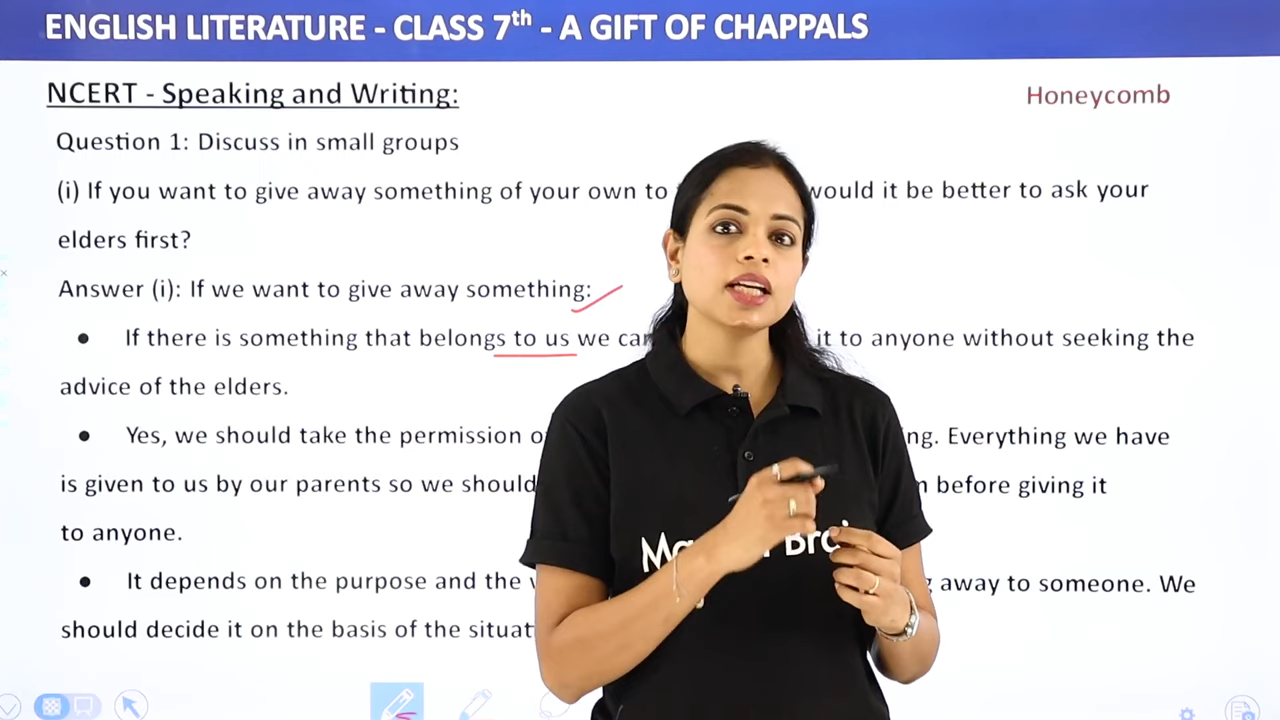 ENGLISH LITERATURE - CLASS 7th - A GIFT OF CHAPPALS
NCERT - Speaking and Writing:
Honeycomb
Question 1: Discuss in small groups
(i) If you want to give away something of your own to would it be better to ask your
elders first?
Answer (i): If we want to give away something:
● If there is something that belongs to us we can it to anyone without seeking the
advice of the elders.
● Yes, we should take the permission Everything we have
is given to us by our parents so we should before giving it
to anyone.
● It depends on the purpose and the away to someone. We
should decide it on the basis of the